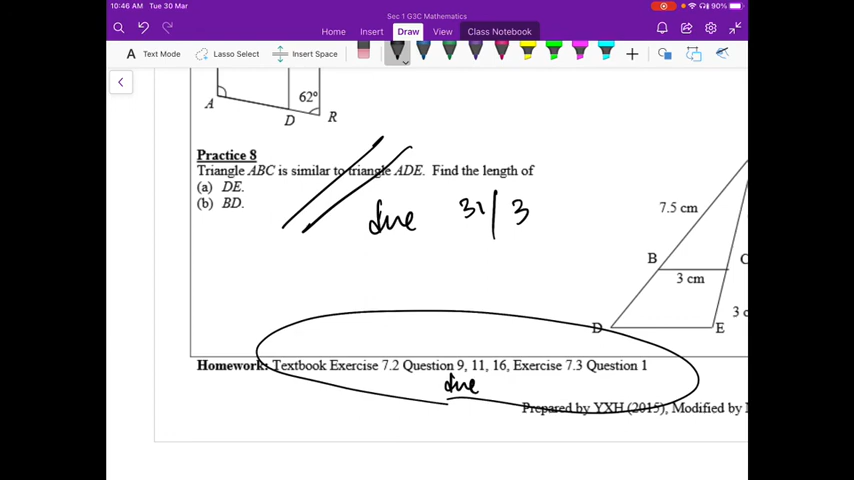 10:46 AM Tue 30 Mar
Sec 1 G3C Mathematics
90%
Home Insert Draw View Class Notebook
A Text Mode Lasso Select Insert Space
A
D
62°
R
Practice 8
Triangle ABC is similar to triangle ADE. Find the length of
(a) DE.
(b) BD.
due 31/3
7.5 cm
B
C
3 cm
3 c
D
E
Homework: Textbook Exercise 7.2 Question 9, 11, 16, Exercise 7.3 Question 1
due
Prepared by YXH (2015), Modified by